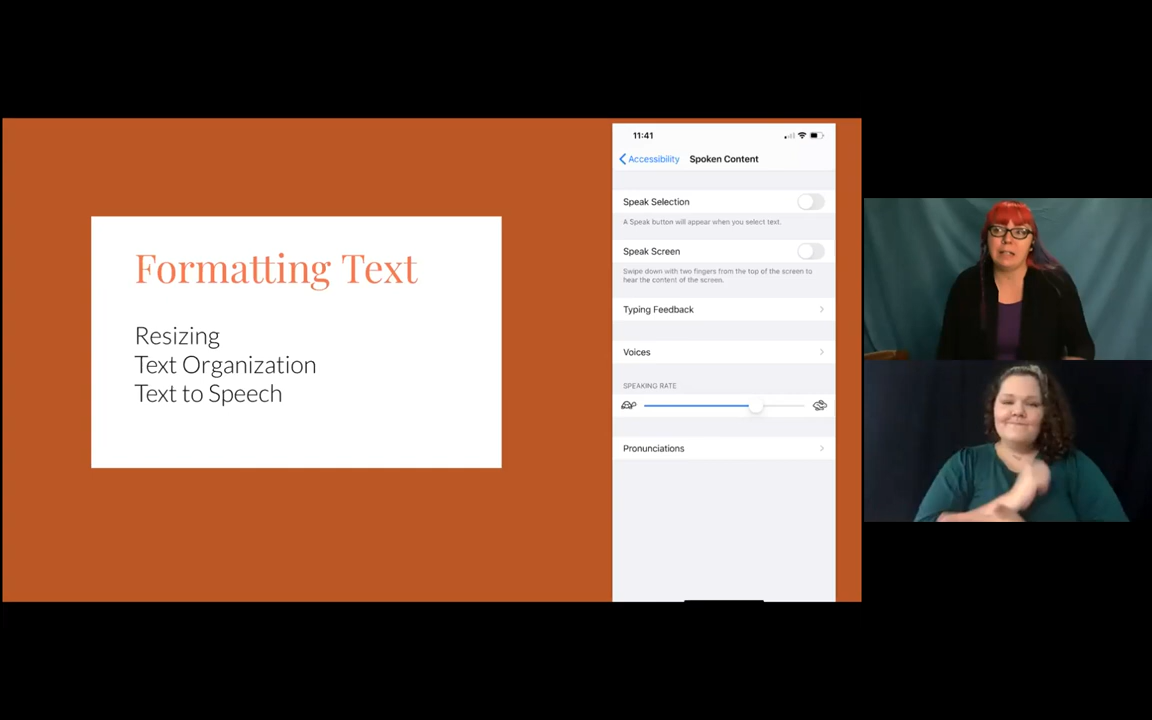 Formatting Text
Resizing
Text Organization
Text to Speech
11:41
Accessibility Spoken Content
Speak Selection
A Speak button will appear when you select text.
Speak Screen
Swipe down with two fingers from the top of the screen to
hear the content of the screen.
Typing Feedback
Voices
SPEAKING RATE
Pronunciations